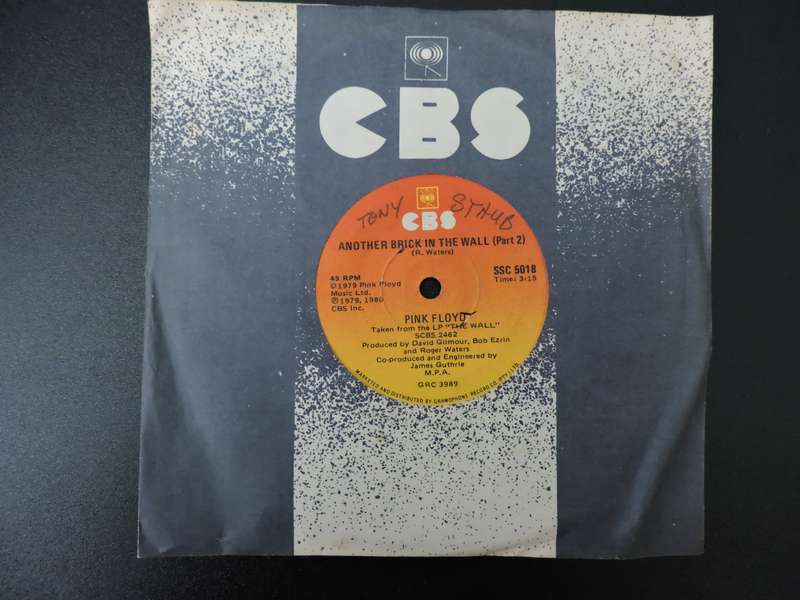 CBS
TONY STAUB
CBS
ANOTHER BRICK IN THE WALL (Part 2)
(R. Waters)
45 RPM
©1979 Pink Floyd
Music Ltd.
℗1979, 1980
CBS Inc.
SSC 5018
Time: 3:15
PINK FLOYD
Taken from the LP "THE WALL"
SCBS 2462
Produced by David Gilmour, Bob Ezrin
and Roger Waters
Co-produced and Engineered by
James Guthrie
M.P.A.
GRC 3989
MARKETED AND DISTRIBUTED BY GRAMOPHONE RECORD CO (PTY) LTD.